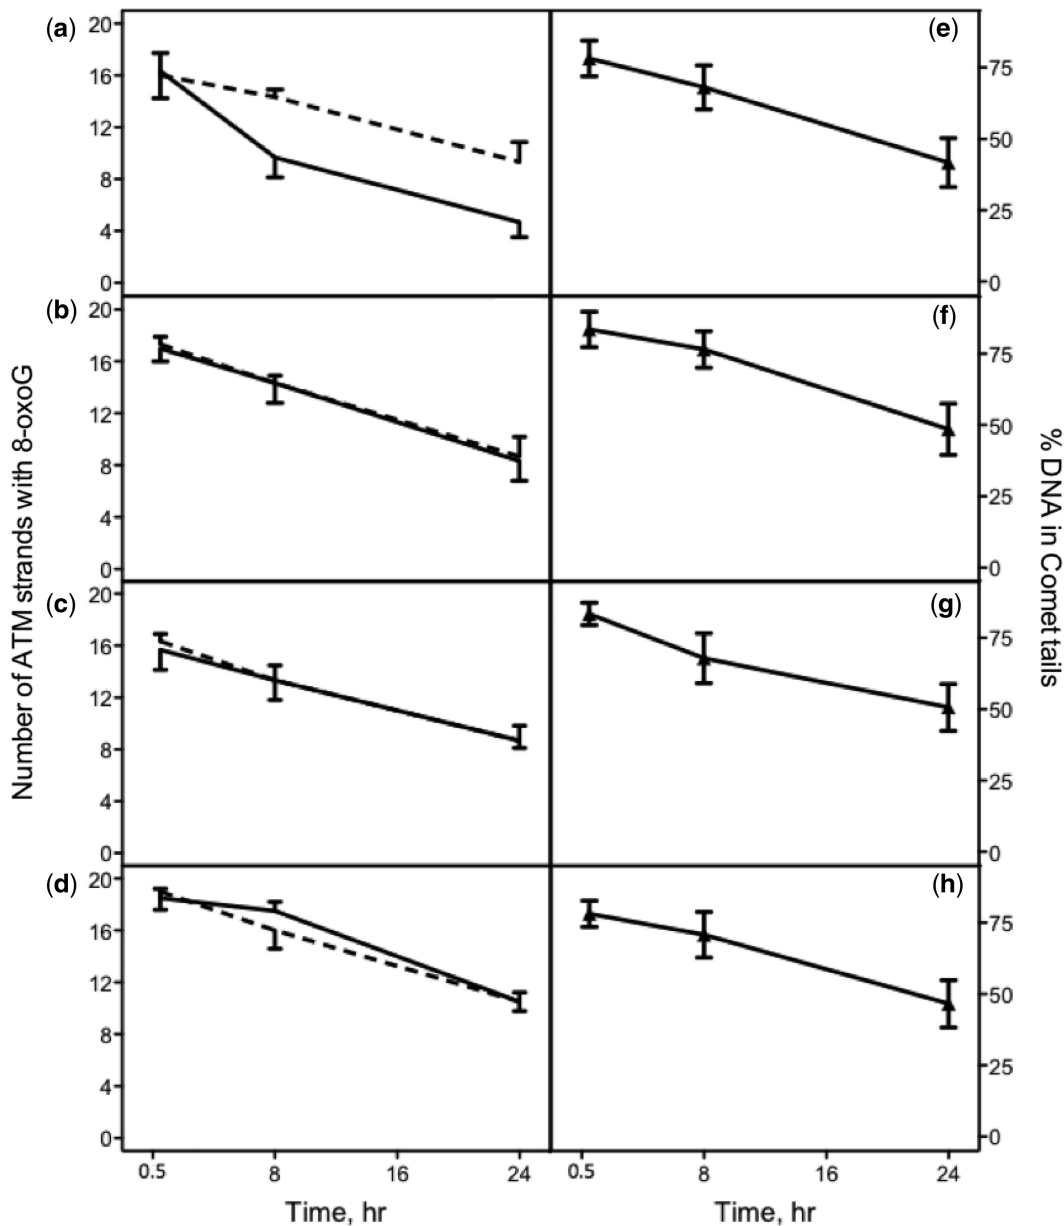 (a)
20
16
12
8
4
0
(e)
75
50
25
0
(b)
20
16
12
8
4
0
(f)
75
50
25
0
(c)
20
16
12
8
4
0
(g)
75
50
25
0
(d)
20
16
12
8
4
0
(h)
75
50
25
0
Number of ATM strands with 8-oxoG
% DNA in Comet tails
0.5 8 16 24
0.5 8 16 24
Time, hr
Time, hr